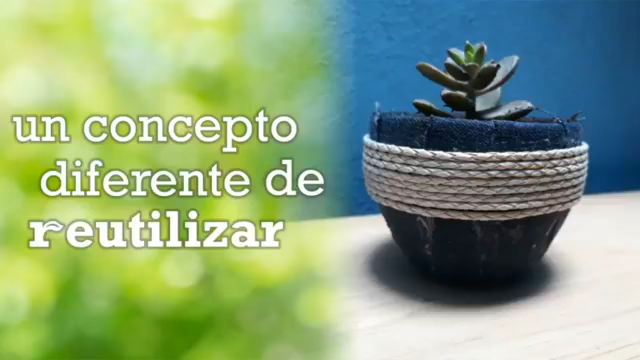 un concepto
diferente de
reutilizar